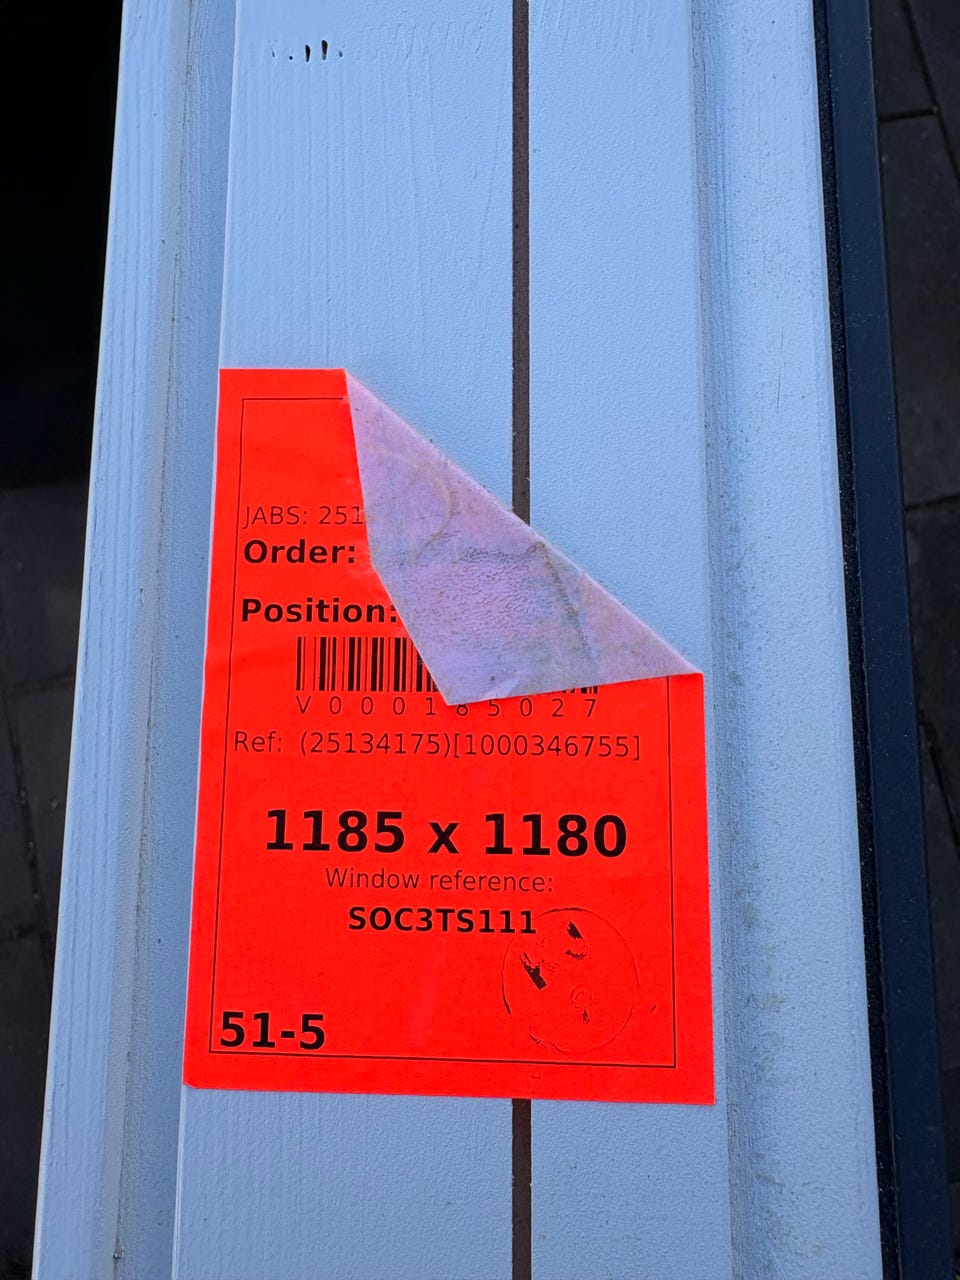 JABS: 251
Order:
Position:
V000185027
Ref: (25134175)[1000346755]
1185 x 1180
Window reference:
SOC3TS111
51-5